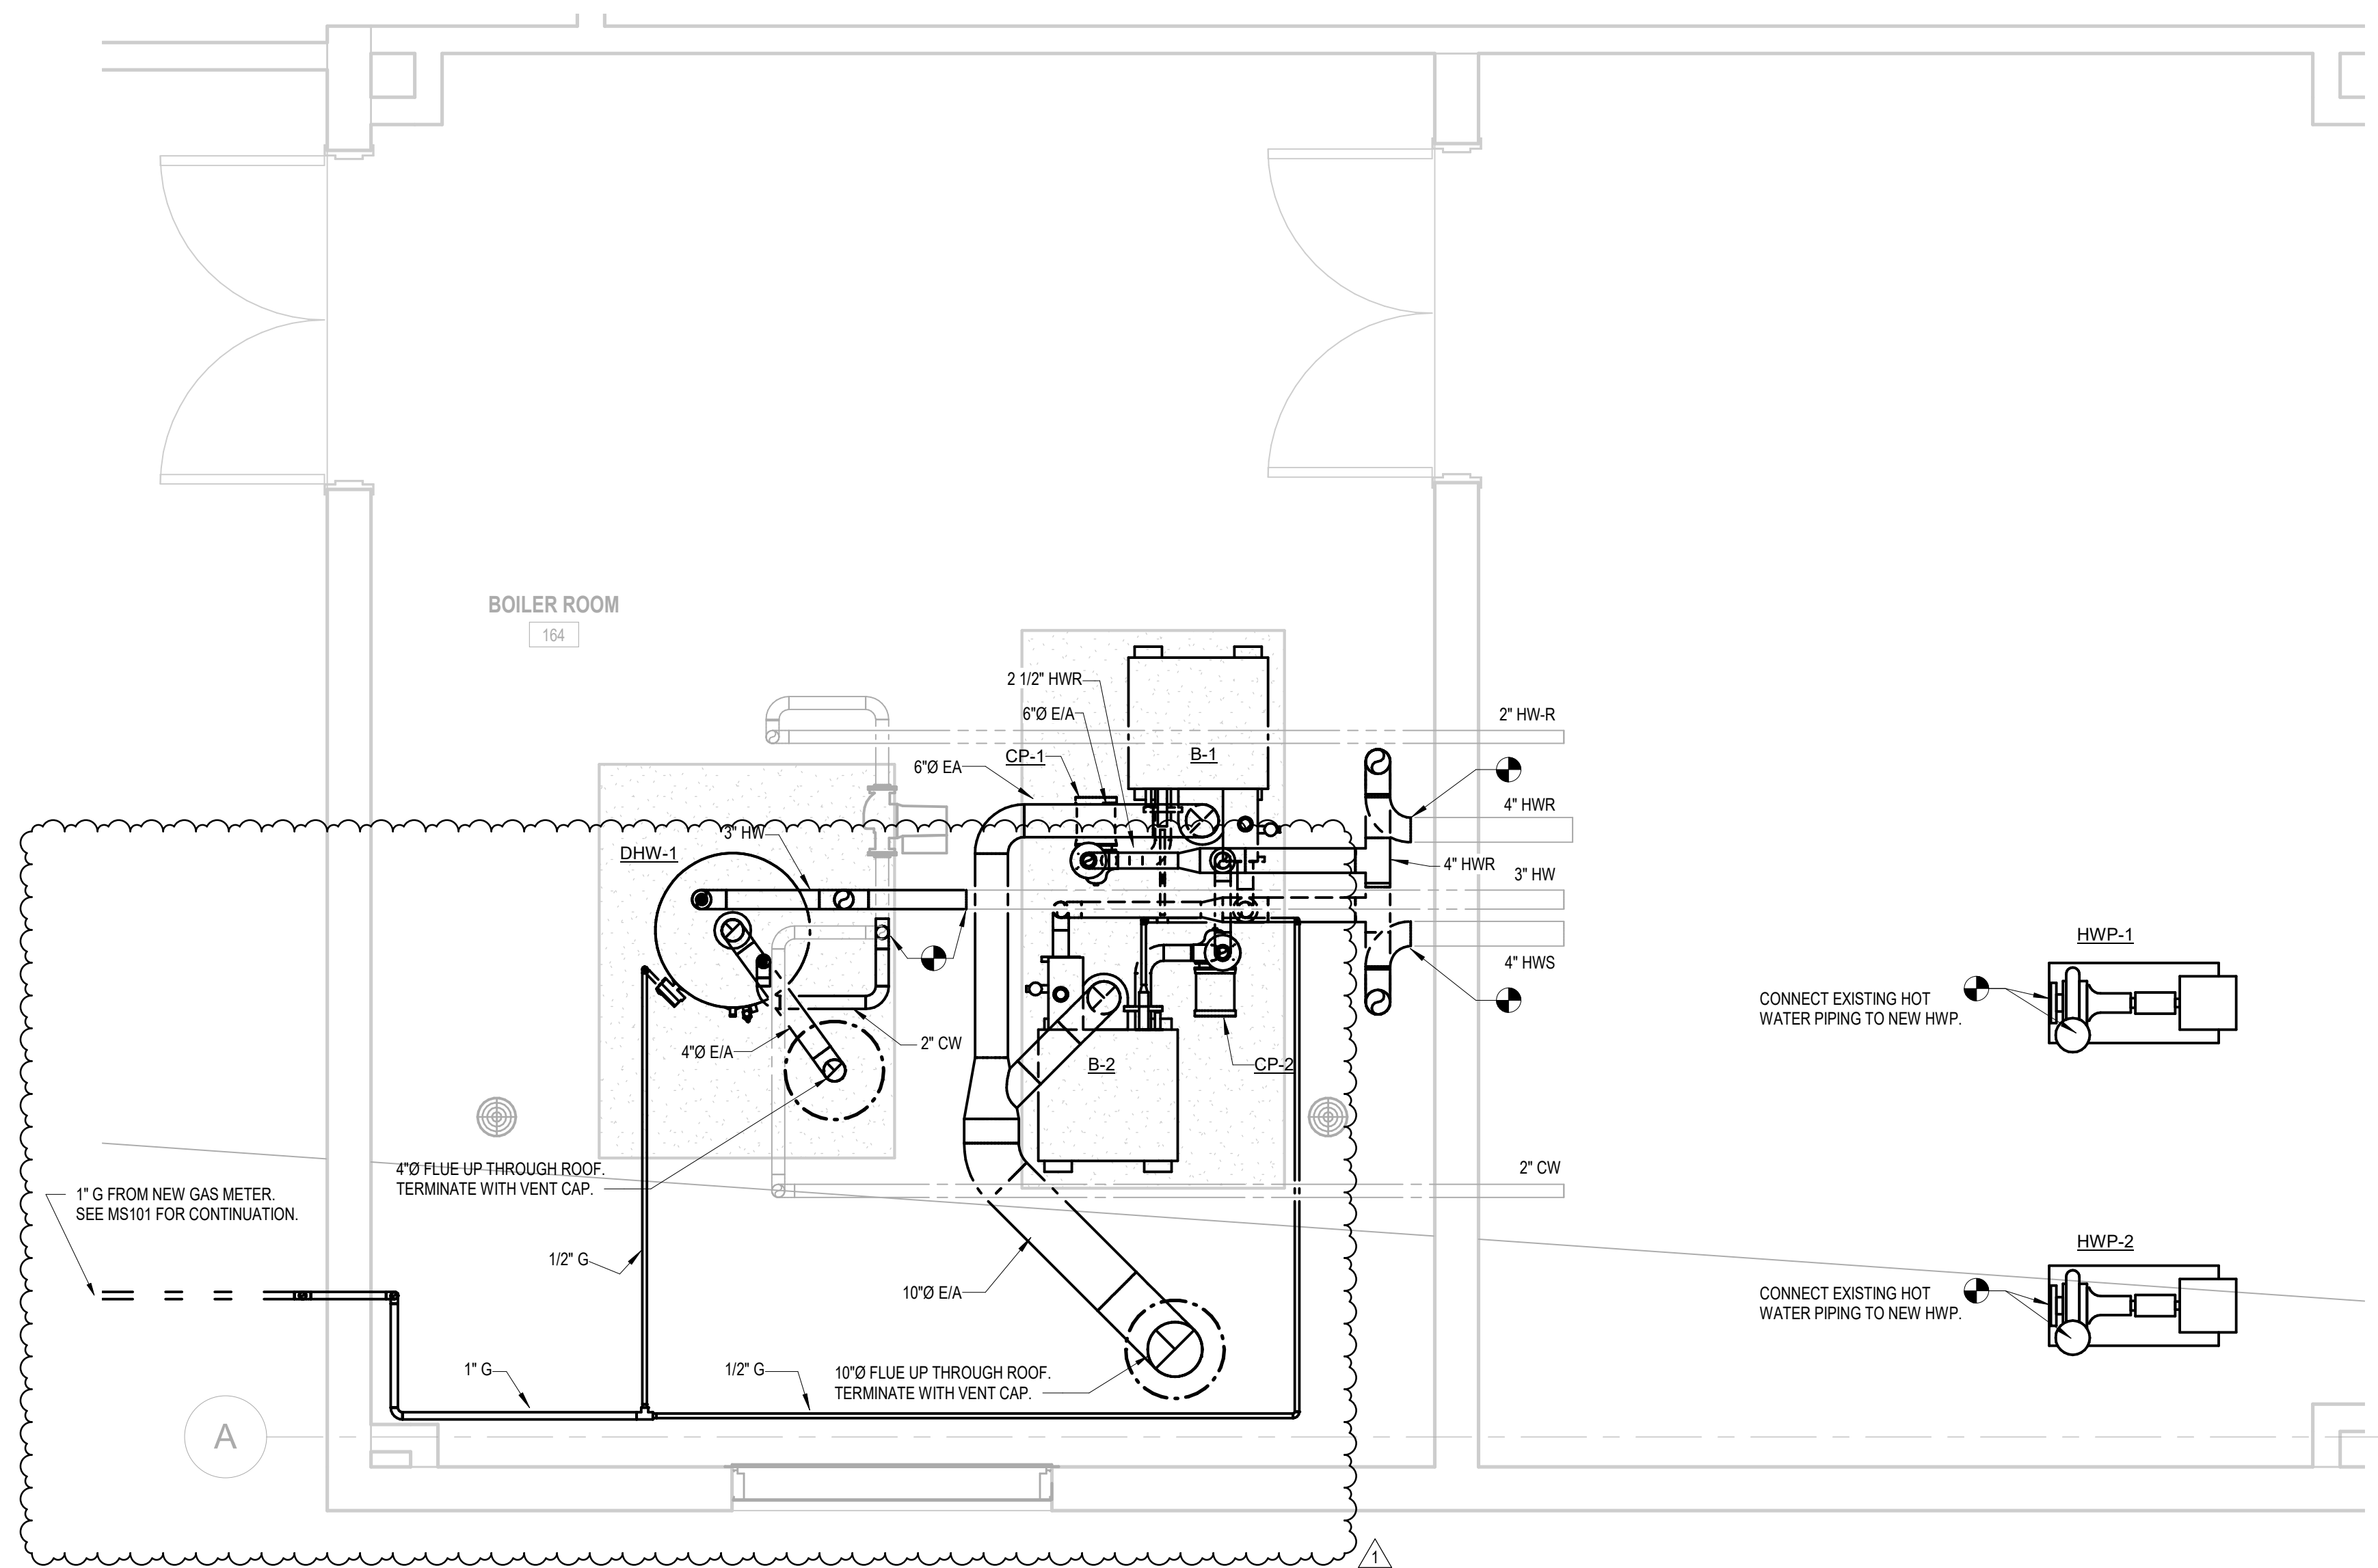 BOILER ROOM
164
2 1/2" HWR
6"Ø E/A
CP-1
6"Ø EA
B-1
2" HW-R
4" HWR
4" HWR
3" HW
3" HW
DHW-1
4" HWS
HWP-1
CONNECT EXISTING HOT
WATER PIPING TO NEW HWP.
4"Ø E/A
2" CW
B-2
CP-2
4"Ø FLUE UP THROUGH ROOF.
TERMINATE WITH VENT CAP.
2" CW
1" G FROM NEW GAS METER.
SEE MS101 FOR CONTINUATION.
1/2" G
10"Ø E/A
HWP-2
CONNECT EXISTING HOT
WATER PIPING TO NEW HWP.
1" G
1/2" G
10"Ø FLUE UP THROUGH ROOF.
TERMINATE WITH VENT CAP.
A
1